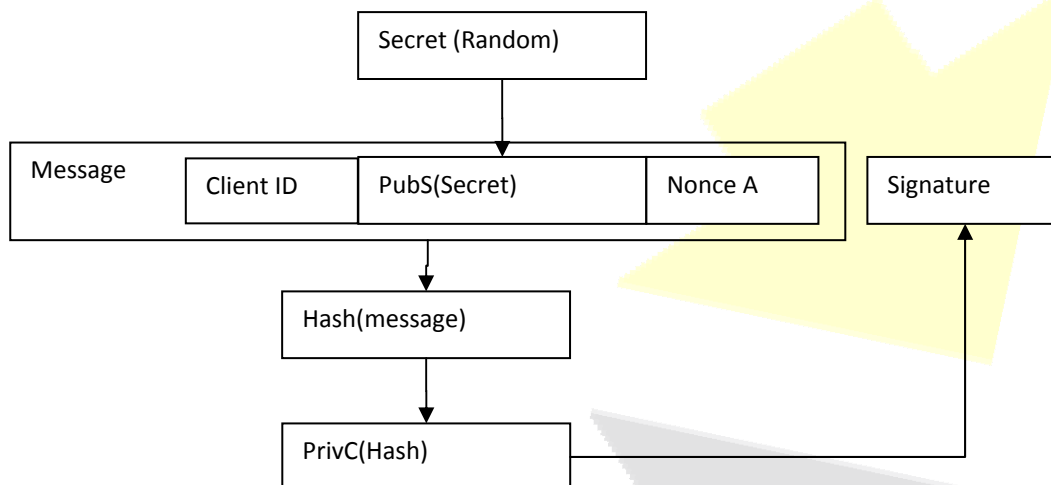 Secret (Random)
Message
Client ID
PubS(Secret)
Nonce A
Signature
Hash(message)
PrivC(Hash)